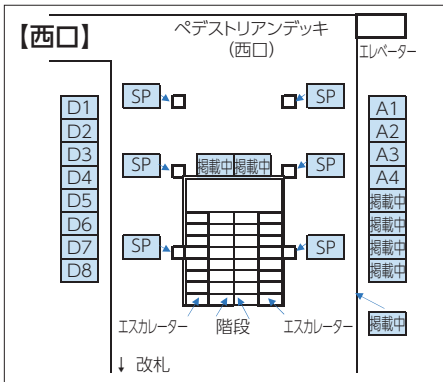 【西口】
ペデストリアンデッキ
(西口)
エレベーター
SP
SP
D1
D2
D3
D4
D5
D6
D7
D8
A1
A2
A3
A4
掲載中
掲載中
掲載中
掲載中
SP
掲載中 掲載中
SP
SP
SP
掲載中
エスカレーター 階段 エスカレーター
↓ 改札